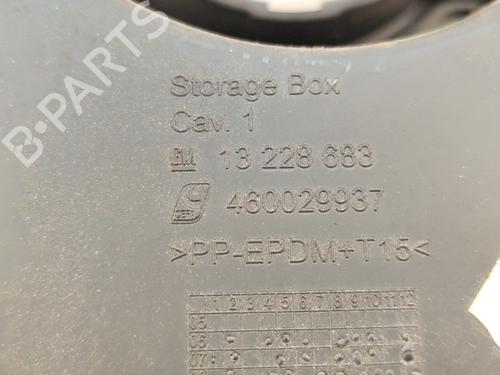 Storage Box
Cav. 1
GM 13 228 683
460029937
>PP-EPDM+T15<
1 2 3 4 5 6 7 8 9 10 11 12
05
06
07
B-PARTS